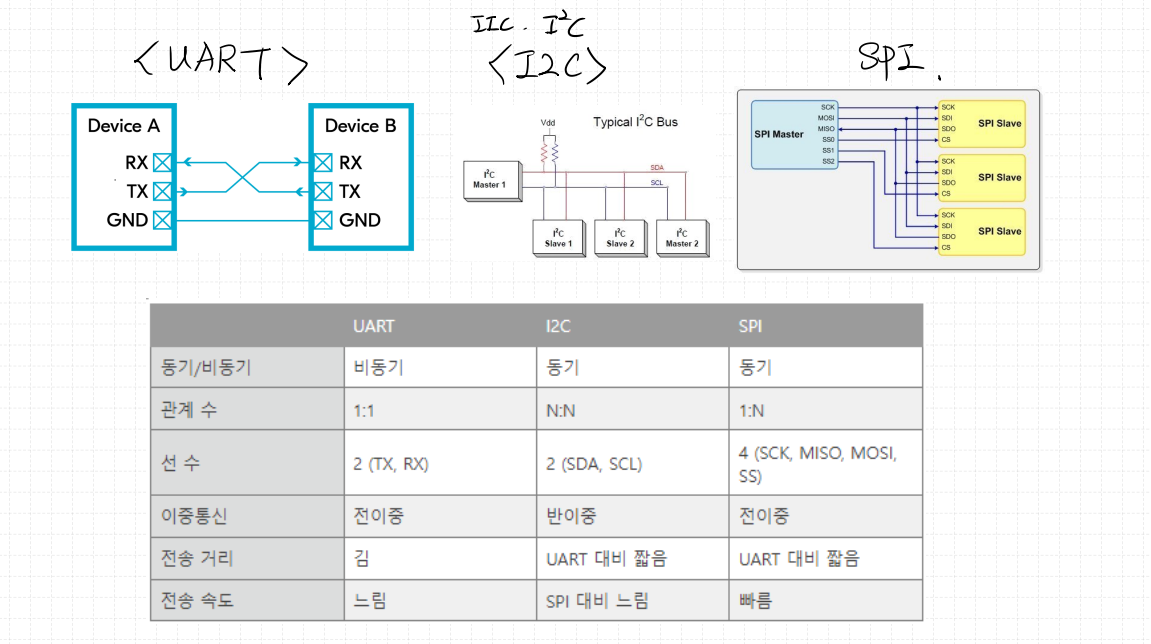 <UART>
IIC. I²C
<I2C>
SPI.
Device A
RX
TX
GND
Device B
RX
TX
GND
Typical I²C Bus
Vdd
SDA
SCL
I²C
Master 1
I²C
Slave 1
I²C
Slave 2
I²C
Master 2
SPI Master
SCK
MOSI
MISO
SS0
SS1
SS2
SCK
SDI
SDO
CS
SPI Slave
SCK
SDI
SDO
CS
SPI Slave
SCK
SDI
SDO
CS
SPI Slave
UART I2C SPI
동기/비동기 비동기 동기 동기
관계 수 1:1 N:N 1:N
선 수 2 (TX, RX) 2 (SDA, SCL) 4 (SCK, MISO, MOSI,
SS)
이중통신 전이중 반이중 전이중
전송 거리 김 UART 대비 짧음 UART 대비 짧음
전송 속도 느림 SPI 대비 느림 빠름